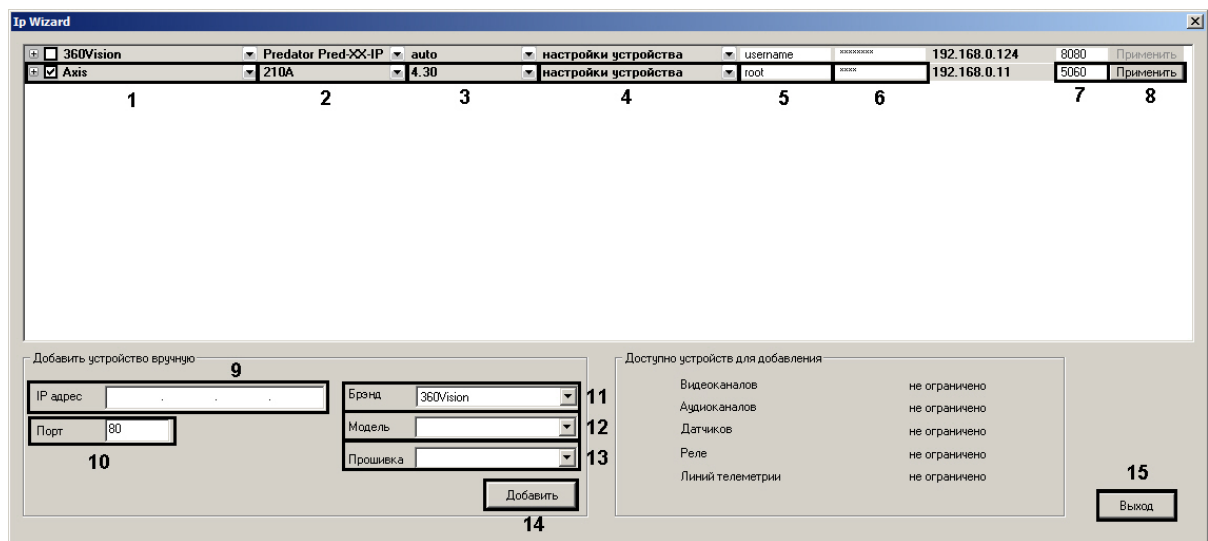 Ip Wizard
360Vision Predator Pred-XX-IP auto настройки устройства username ×××××××× 192.168.0.124 8080 Применить
Axis 210A 4.30 настройки устройства root ×××× 192.168.0.11 5060 Применить
1 2 3 4 5 6 7 8
Добавить устройство вручную
9
IP адрес . . .
Порт 80
10
Брэнд 360Vision 11
Модель 12
Прошивка 13
Добавить
14
Доступно устройств для добавления
Видеоканалов не ограничено
Аудиоканалов не ограничено
Датчиков не ограничено
Реле не ограничено
Линий телеметрии не ограничено
15
Выход